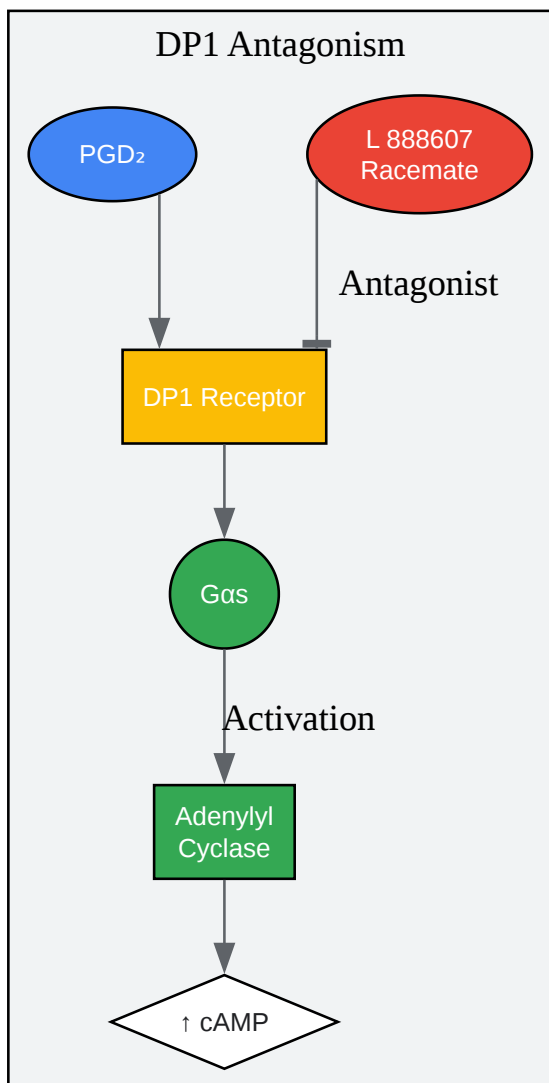 DP1 Antagonism
PGD₂
L 888607
Racemate
Antagonist
DP1 Receptor
Gαs
Activation
Adenylyl
Cyclase
↑ cAMP